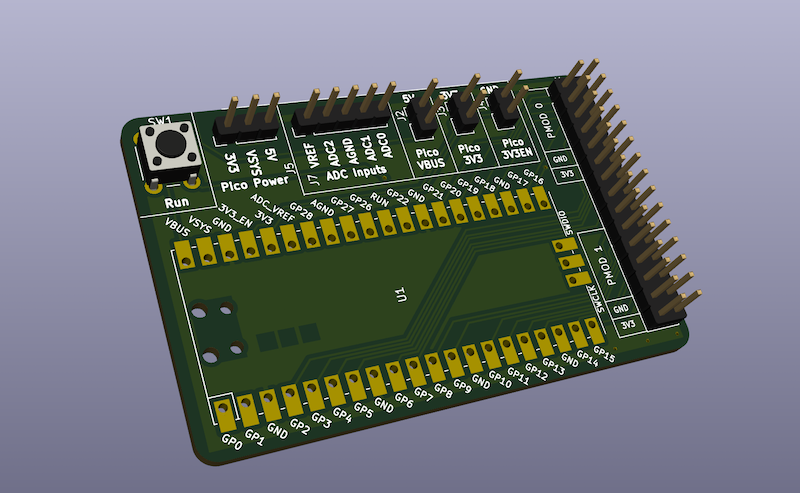 SW1
Run
3V3
VSYS
5V
J5
Pico Power
J7
VREF
ADC2
AGND
ADC1
ADC0
ADC Inputs
5V
J2
Pico
VBUS
Pico
3V3
GND
Pico
3V3EN
PMOD 0
GND
3V3
VBUS
VSYS
GND
3V3_EN
3V3
ADC_VREF
GP28
AGND
GP27
GP26
RUN
GP22
GND
GP21
GP20
GP19
GP18
GND
GP17
GP16
SWDIO
SWCLK
PMOD 1
GND
3V3
U1
GP0
GP1
GND
GP2
GP3
GP4
GP5
GND
GP6
GP7
GP8
GP9
GND
GP10
GP11
GP12
GP13
GND
GP14
GP15